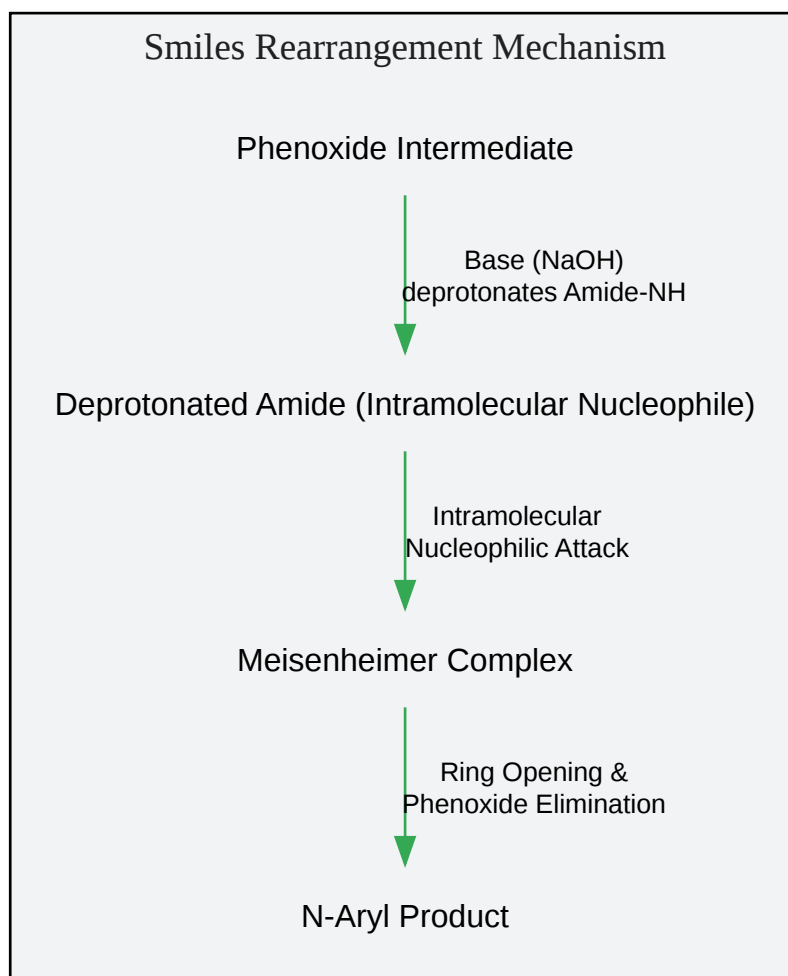 Smiles Rearrangement Mechanism
Phenoxide Intermediate
Base (NaOH)
deprotonates Amide-NH
Deprotonated Amide (Intramolecular Nucleophile)
Intramolecular
Nucleophilic Attack
Meisenheimer Complex
Ring Opening &
Phenoxide Elimination
N-Aryl Product